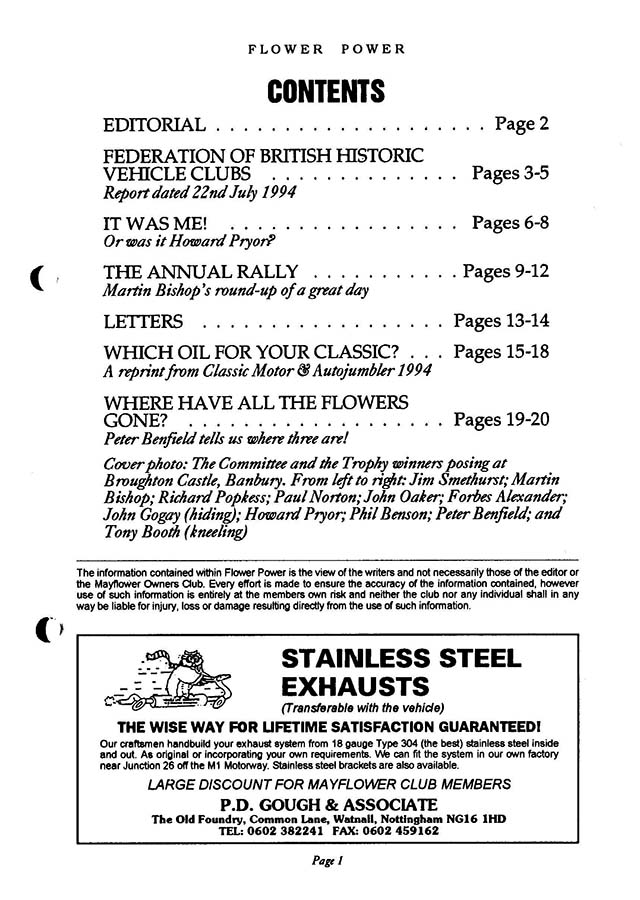 FLOWER POWER
CONTENTS
EDITORIAL . . . . . . . . . . . . . . . . . . . . Page 2
FEDERATION OF BRITISH HISTORIC
VEHICLE CLUBS . . . . . . . . . . . . . . Pages 3-5
Report dated 22nd July 1994
IT WAS ME! . . . . . . . . . . . . . . . . . Pages 6-8
Or was it Howard Pryor?
THE ANNUAL RALLY . . . . . . . . . . . Pages 9-12
Martin Bishop's round-up of a great day
LETTERS . . . . . . . . . . . . . . . . . . Pages 13-14
WHICH OIL FOR YOUR CLASSIC? . . . Pages 15-18
A reprint from Classic Motor & Autojumbler 1994
WHERE HAVE ALL THE FLOWERS
GONE? . . . . . . . . . . . . . . . . . . . Pages 19-20
Peter Benfield tells us where three are!
Cover photo: The Committee and the Trophy winners posing at
Broughton Castle, Banbury. From left to right: Jim Smethurst; Martin
Bishop; Richard Popkess; Paul Norton; John Oaker; Forbes Alexander;
John Gogay (hiding); Howard Pryor; Phil Benson; Peter Benfield; and
Tony Booth (kneeling)
The information contained within Flower Power is the view of the writers and not necessarily those of the editor or
the Mayflower Owners Club. Every effort is made to ensure the accuracy of the information contained, however
use of such information is entirely at the members own risk and neither the club nor any individual shall in any
way be liable for injury, loss or damage resulting directly from the use of such information.
STAINLESS STEEL
EXHAUSTS
(Transferable with the vehicle)
THE WISE WAY FOR LIFETIME SATISFACTION GUARANTEED!
Our craftsmen handbuild your exhaust system from 18 gauge Type 304 (the best) stainless steel inside
and out. As original or incorporating your own requirements. We can fit the system in our own factory
near Junction 26 off the M1 Motorway. Stainless steel brackets are also available.
LARGE DISCOUNT FOR MAYFLOWER CLUB MEMBERS
P.D. GOUGH & ASSOCIATE
The Old Foundry, Common Lane, Watnall, Nottingham NG16 1HD
TEL: 0602 382241 FAX: 0602 459162
Page 1